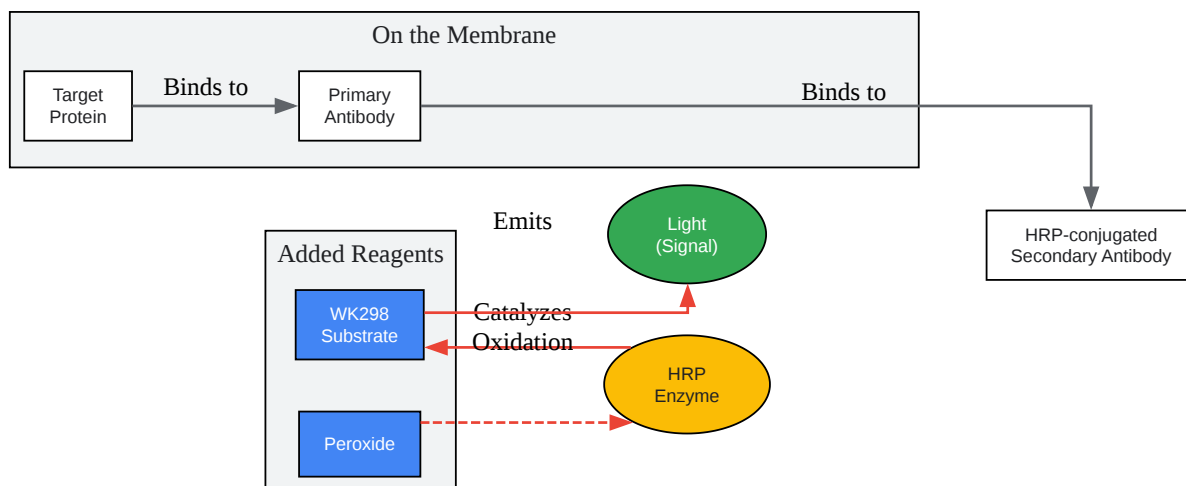 On the Membrane
Target
Protein
Binds to
Primary
Antibody
Binds to
HRP-conjugated
Secondary Antibody
Emits
Light
(Signal)
Added Reagents
WK298
Substrate
Catalyzes
Oxidation
HRP
Enzyme
Peroxide